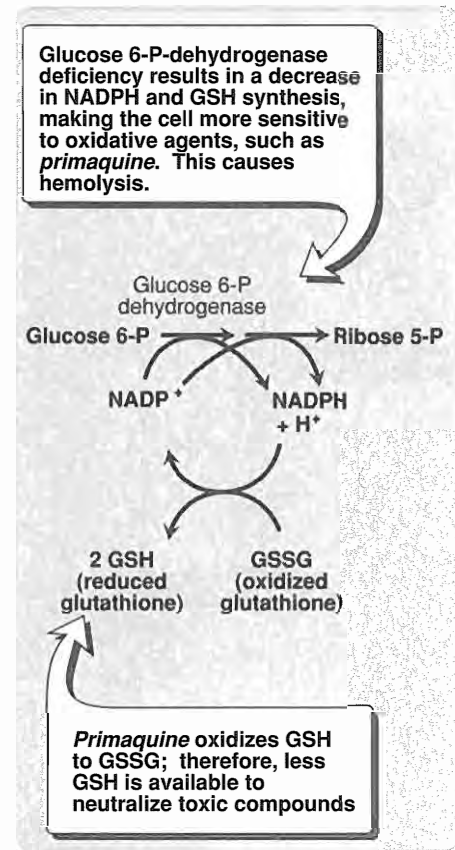 Glucose 6-P-dehydrogenase
deficiency results in a decrease
in NADPH and GSH synthesis,
making the cell more sensitive
to oxidative agents, such as
primaquine. This causes
hemolysis.
Glucose 6-P
dehydrogenase
Glucose 6-P
Ribose 5-P
NADP⁺
NADPH
+ H⁺
2 GSH
(reduced
glutathione)
GSSG
(oxidized
glutathione)
Primaquine oxidizes GSH
to GSSG; therefore, less
GSH is available to
neutralize toxic compounds